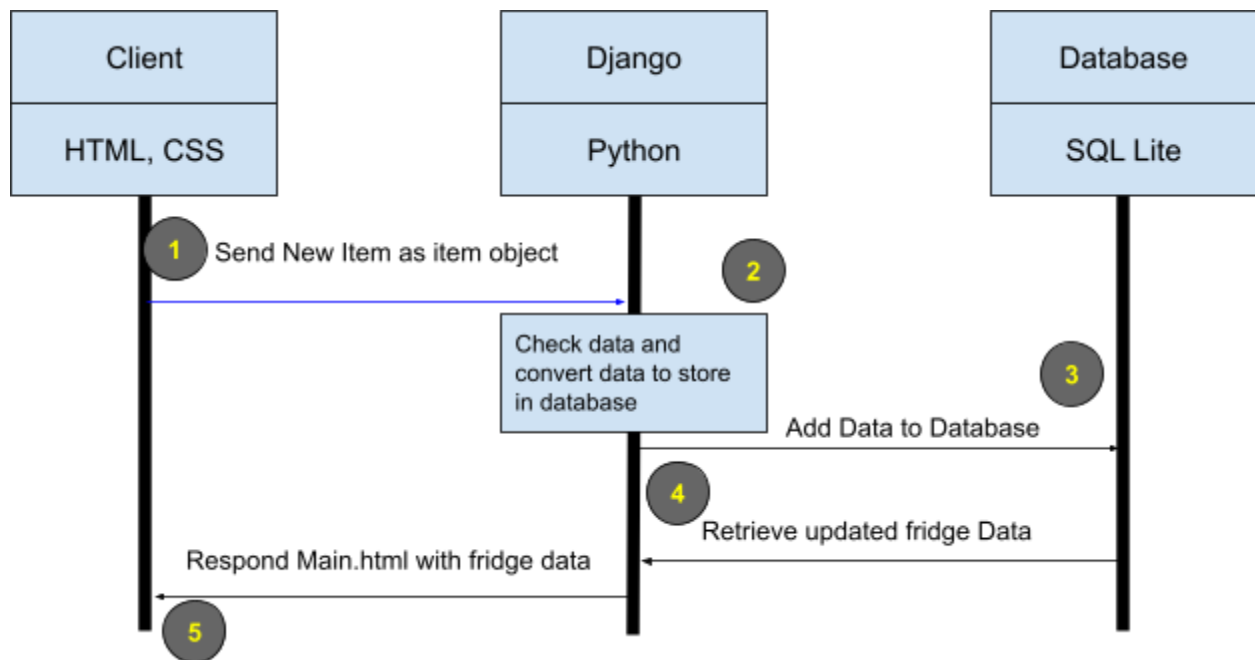 Client
Django
Database
HTML, CSS
Python
SQL Lite
1
Send New Item as item object
2
Check data and
convert data to store
in database
3
Add Data to Database
4
Retrieve updated fridge Data
Respond Main.html with fridge data
5